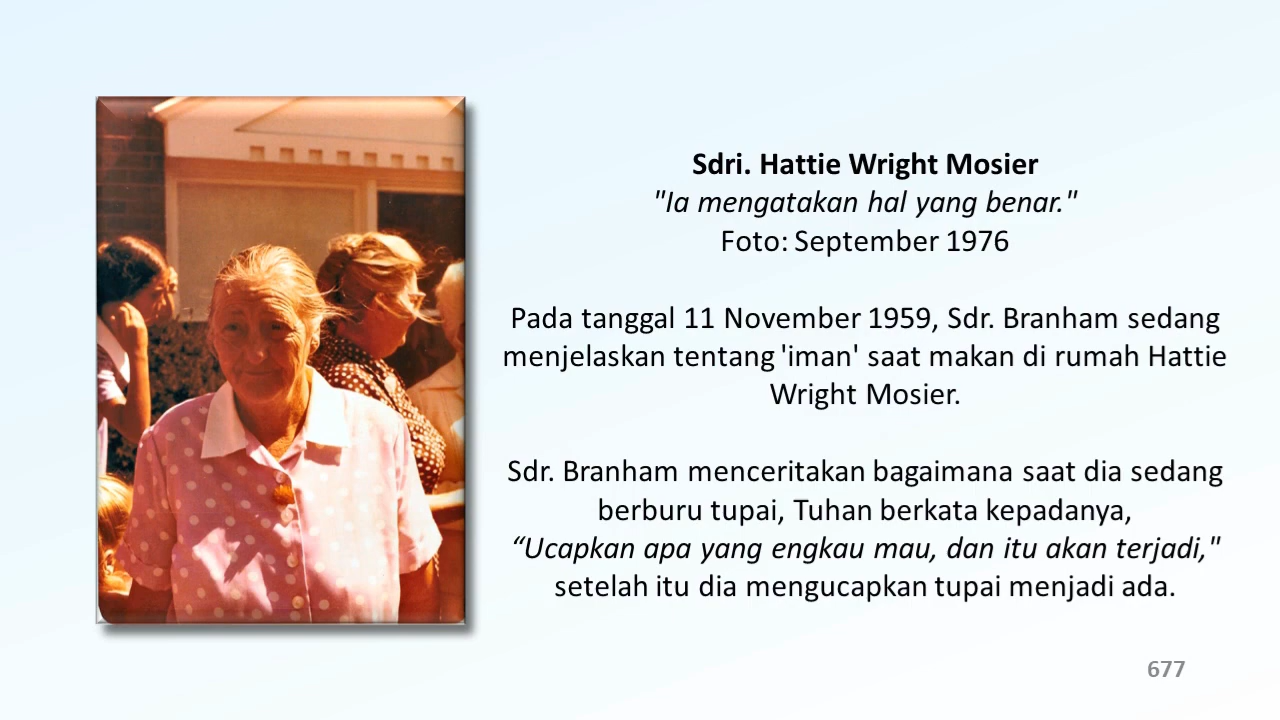 Sdri. Hattie Wright Mosier
"Ia mengatakan hal yang benar."
Foto: September 1976
Pada tanggal 11 November 1959, Sdr. Branham sedang
menjelaskan tentang 'iman' saat makan di rumah Hattie
Wright Mosier.
Sdr. Branham menceritakan bagaimana saat dia sedang
berburu tupai, Tuhan berkata kepadanya,
“Ucapkan apa yang engkau mau, dan itu akan terjadi,"
setelah itu dia mengucapkan tupai menjadi ada.
677